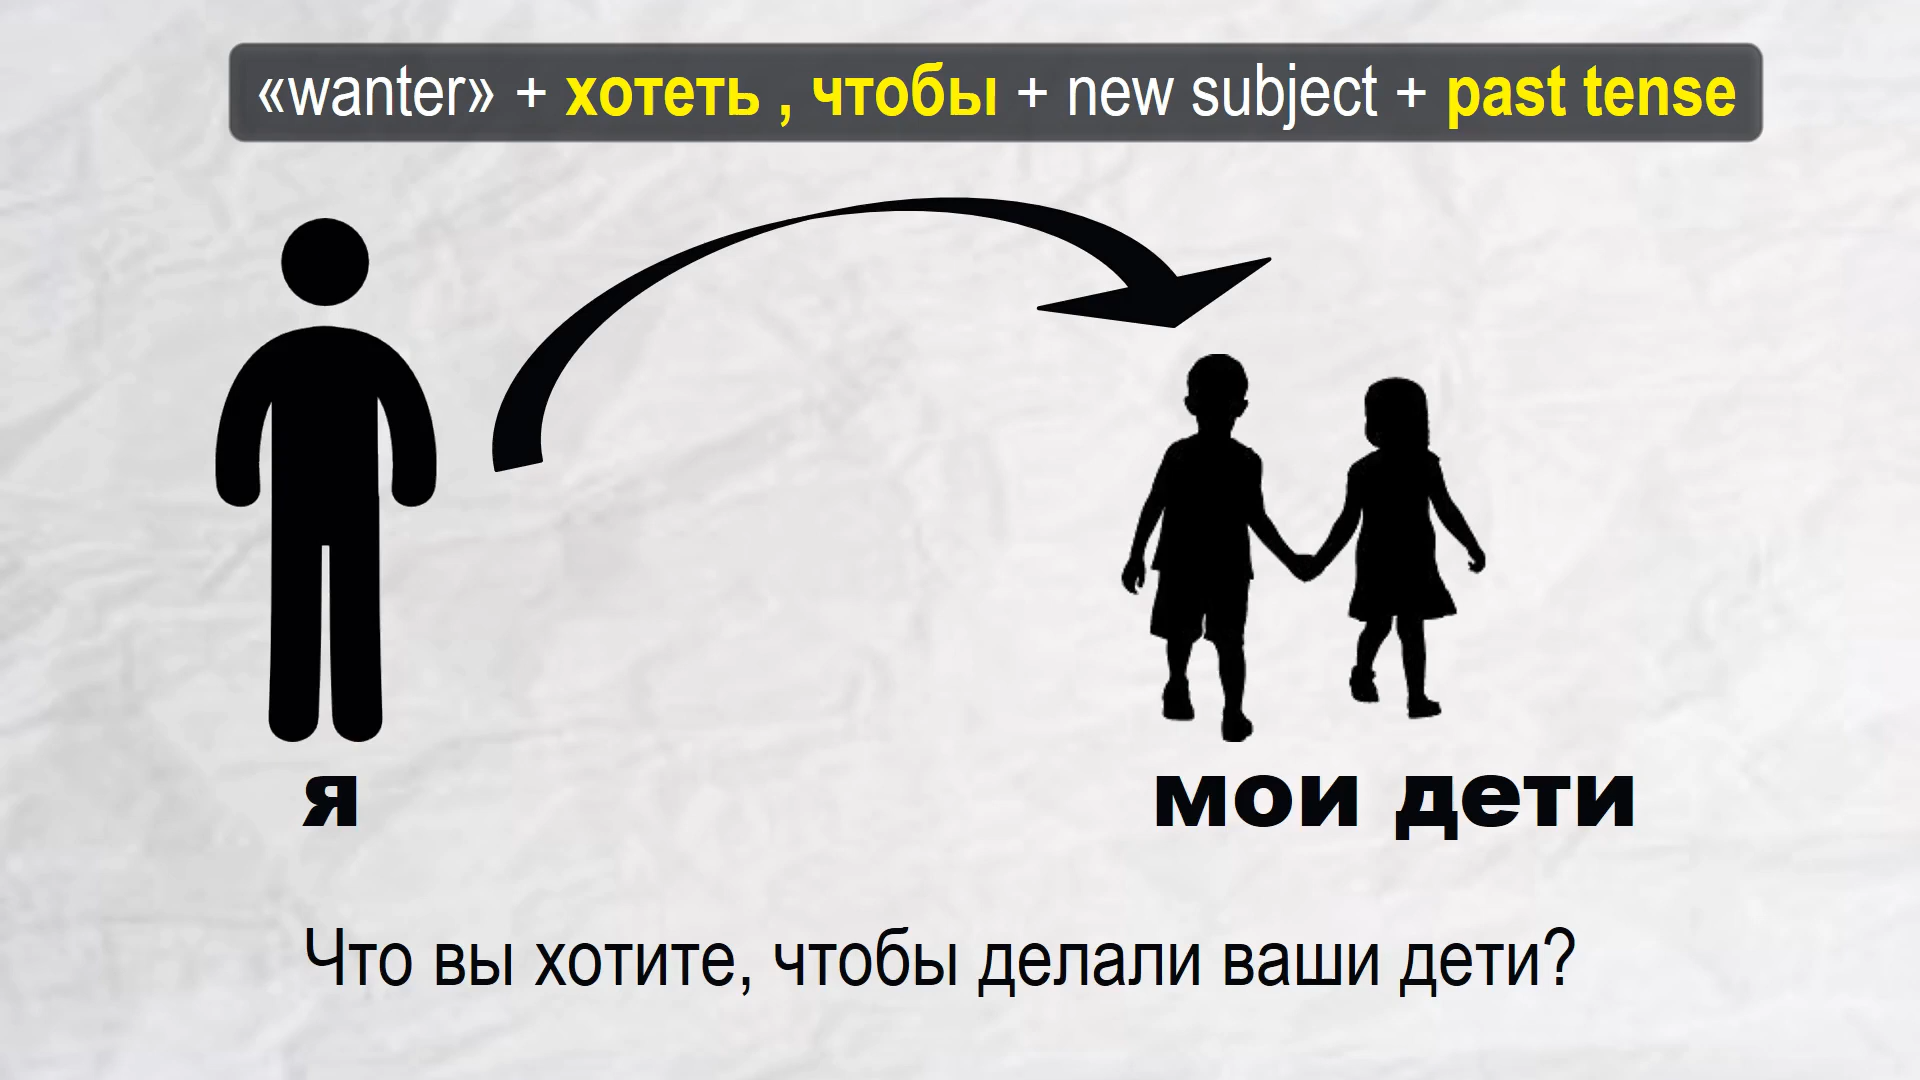 «wanter» + хотеть , чтобы + new subject + past tense
я
мои дети
Что вы хотите, чтобы делали ваши дети?